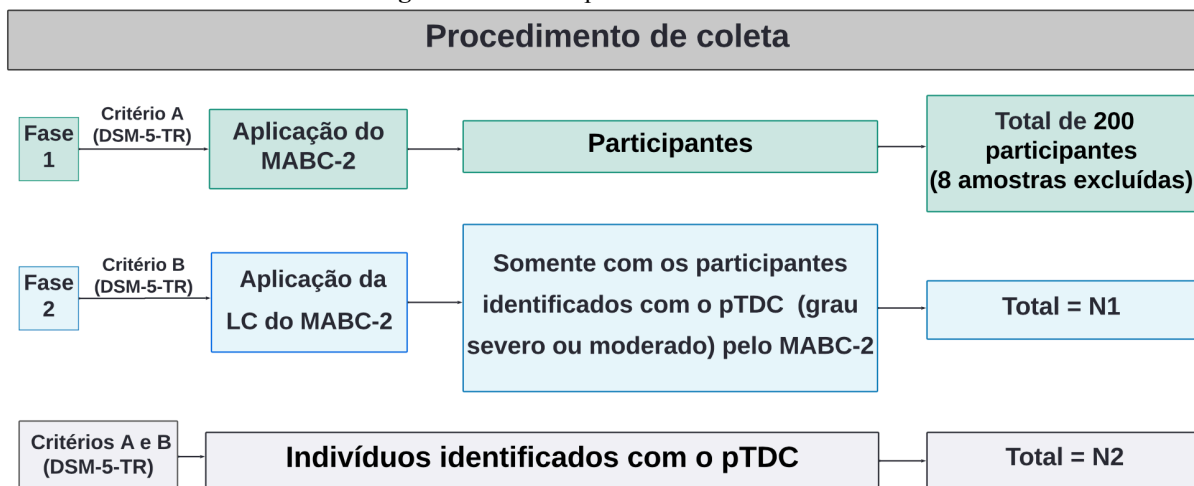 Procedimento de coleta
Fase
1
Critério A
(DSM-5-TR)
Aplicação do
MABC-2
Participantes
Total de 200
participantes
(8 amostras excluídas)
Fase
2
Critério B
(DSM-5-TR)
Aplicação da
LC do MABC-2
Somente com os participantes
identificados com o pTDC (grau
severo ou moderado) pelo MABC-2
Total = N1
Critérios A e B
(DSM-5-TR)
Indivíduos identificados com o pTDC
Total = N2